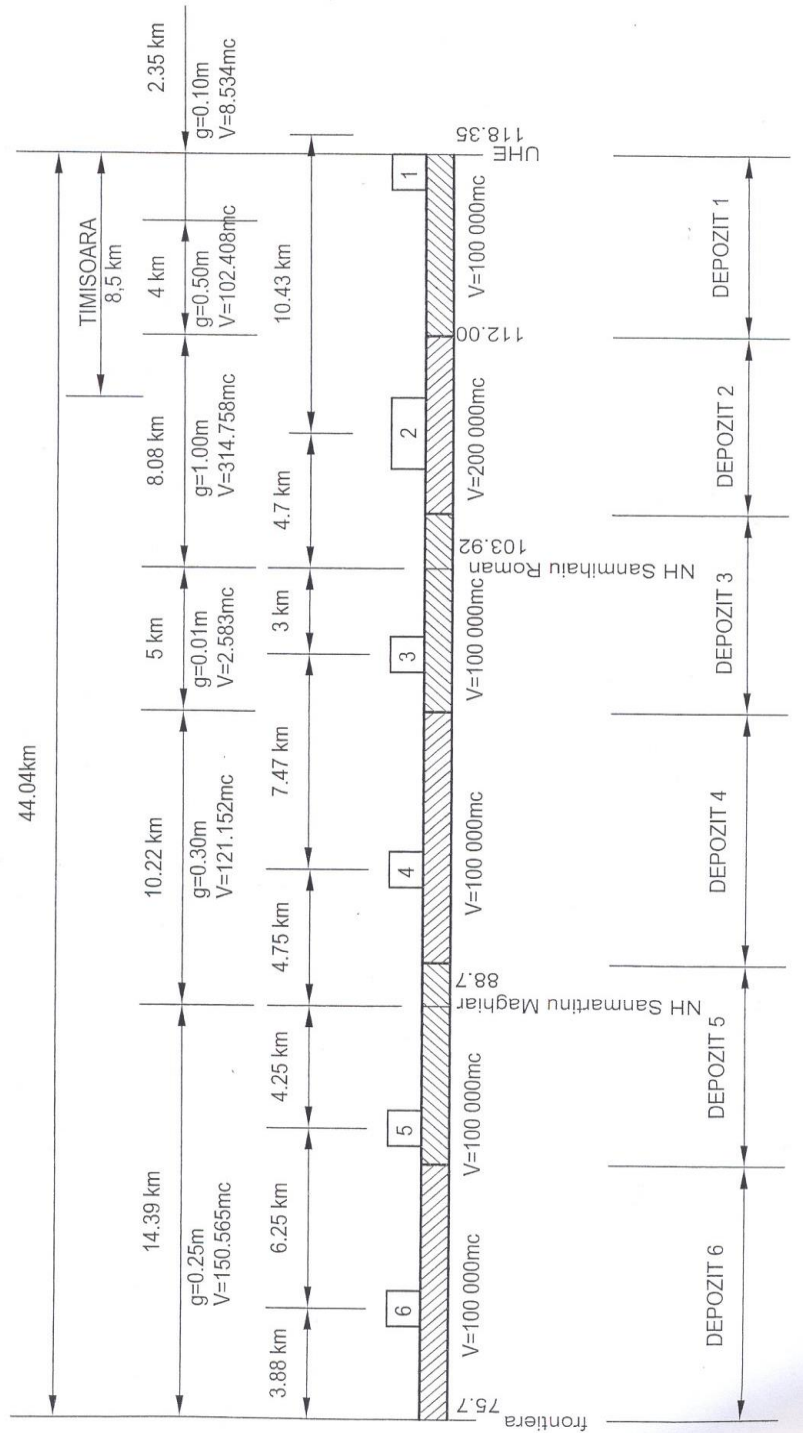 44.04km
TIMISOARA
8,5 km
14.39 km
10.22 km
5 km
8.08 km
4 km
2.35 km
g=0.25m
V=150.565mc
g=0.30m
V=121.152mc
g=0.01m
V=2.583mc
g=1.00m
V=314.758mc
g=0.50m
V=102.408mc
g=0.10m
V=8.534mc
3.88 km
6.25 km
4.25 km
4.75 km
7.47 km
3 km
4.7 km
10.43 km
6
5
4
3
2
1
75.7
frontiera
V=100 000mc
V=100 000mc
88.7
NH Sanmartinu Maghiar
V=100 000mc
V=100 000mc
103.92
NH Sanmihaiu Roman
V=200 000mc
112.00
V=100 000mc
118.35
UHE
DEPOZIT 6
DEPOZIT 5
DEPOZIT 4
DEPOZIT 3
DEPOZIT 2
DEPOZIT 1